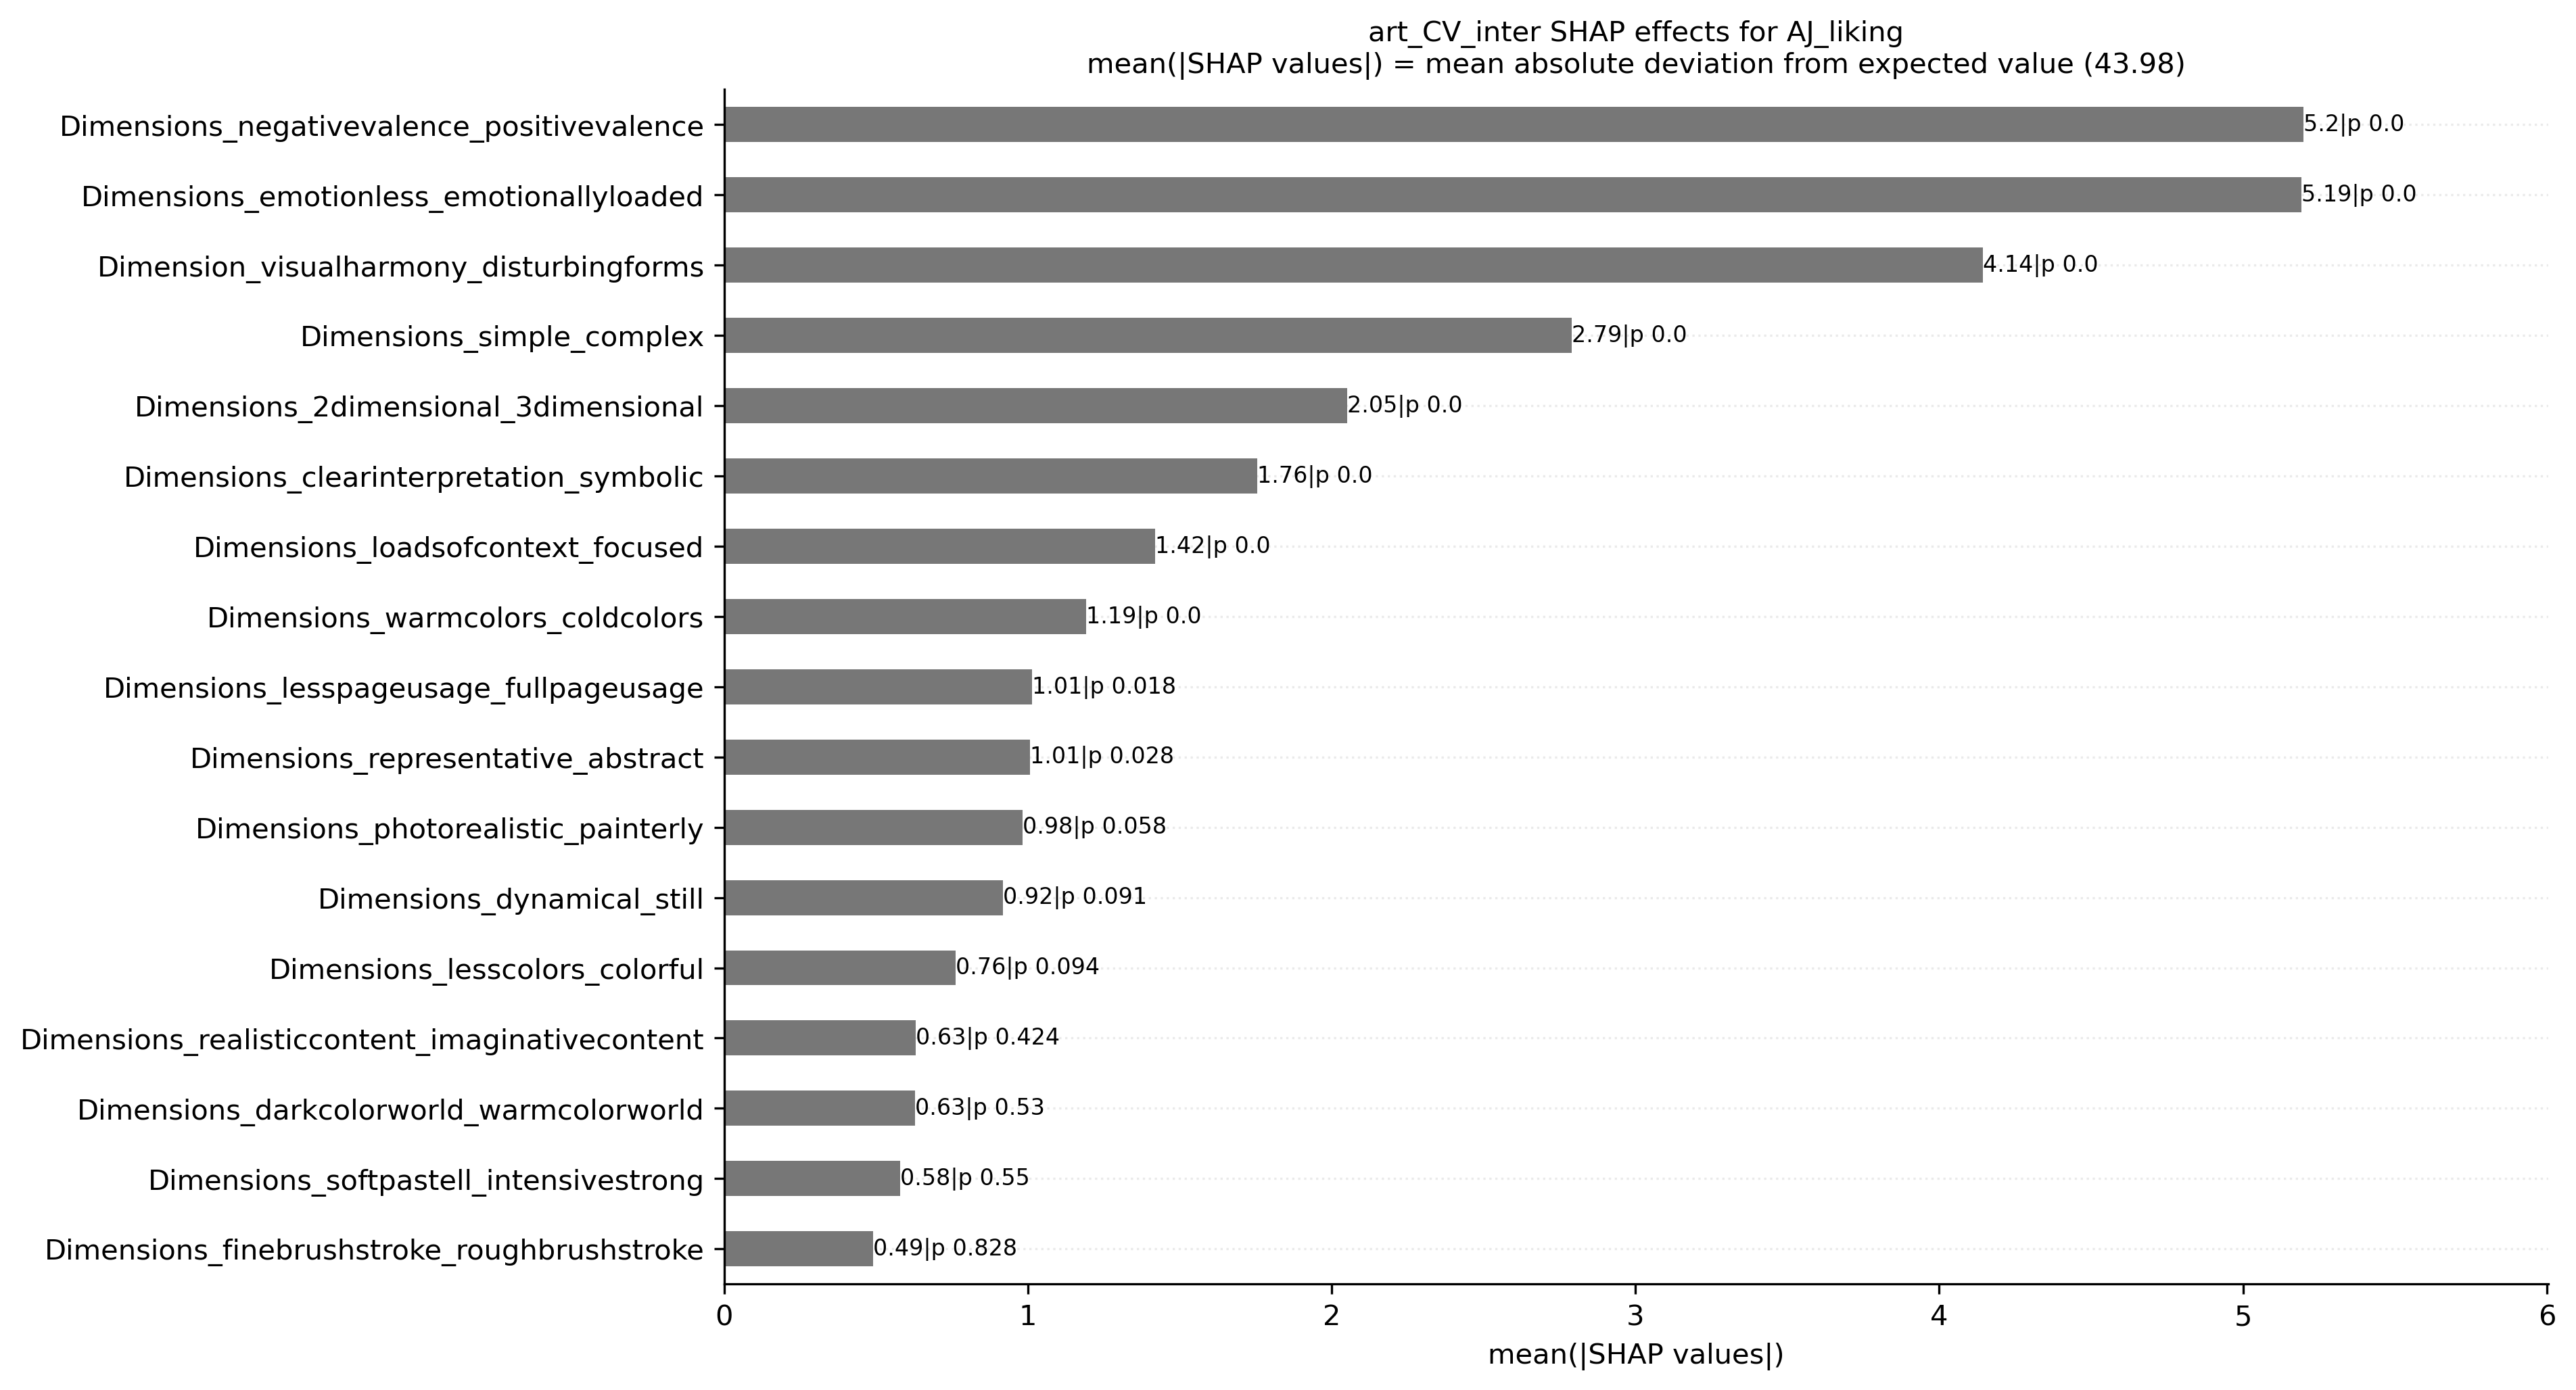 art_CV_inter SHAP effects for AJ_liking
mean(|SHAP values|) = mean absolute deviation from expected value (43.98)
Dimensions_negativevalence_positivevalence 5.2|p 0.0
Dimensions_emotionless_emotionallyloaded 5.19|p 0.0
Dimension_visualharmony_disturbingforms 4.14|p 0.0
Dimensions_simple_complex 2.79|p 0.0
Dimensions_2dimensional_3dimensional 2.05|p 0.0
Dimensions_clearinterpretation_symbolic 1.76|p 0.0
Dimensions_loadsofcontext_focused 1.42|p 0.0
Dimensions_warmcolors_coldcolors 1.19|p 0.0
Dimensions_lesspageusage_fullpageusage 1.01|p 0.018
Dimensions_representative_abstract 1.01|p 0.028
Dimensions_photorealistic_painterly 0.98|p 0.058
Dimensions_dynamical_still 0.92|p 0.091
Dimensions_lesscolors_colorful 0.76|p 0.094
Dimensions_realisticcontent_imaginativecontent 0.63|p 0.424
Dimensions_darkcolorworld_warmcolorworld 0.63|p 0.53
Dimensions_softpastell_intensivestrong 0.58|p 0.55
Dimensions_finebrushstroke_roughbrushstroke 0.49|p 0.828
0 1 2 3 4 5 6
mean(|SHAP values|)